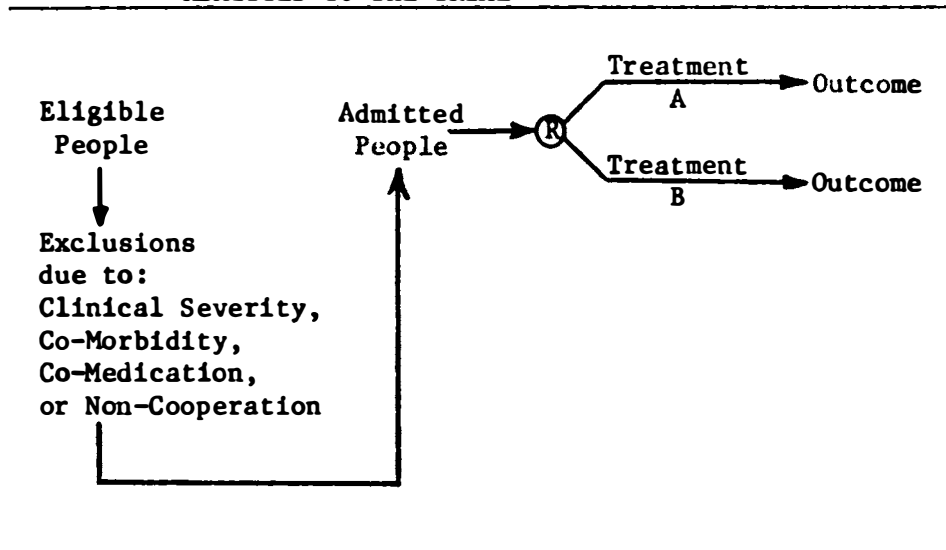 Eligible
People
Exclusions
due to:
Clinical Severity,
Co-Morbidity,
Co-Medication,
or Non-Cooperation
Admitted
People
R
Treatment
A
Outcome
Treatment
B
Outcome